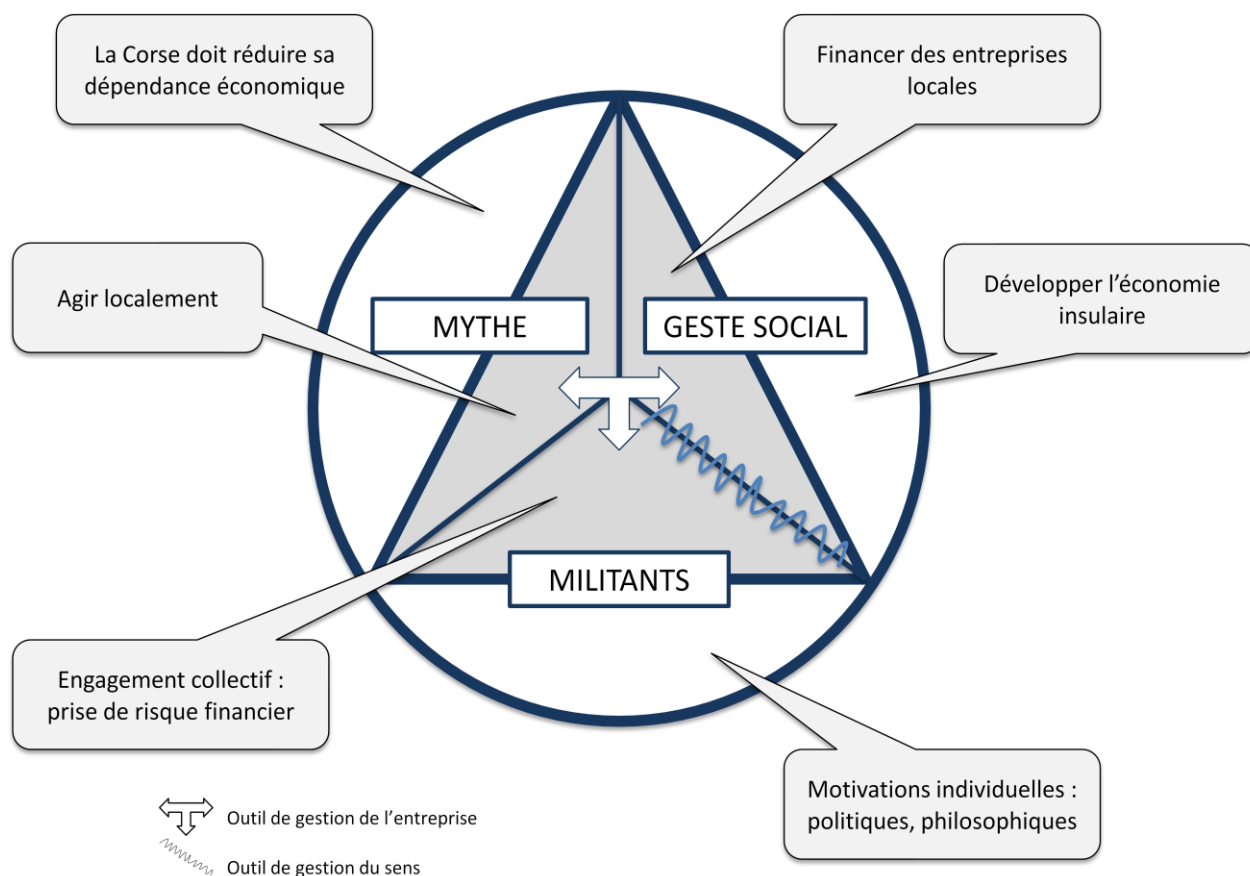 La Corse doit réduire sa
dépendance économique
Financer des entreprises
locales
Agir localement
MYTHE
GESTE SOCIAL
Développer l’économie
insulaire
MILITANTS
Engagement collectif :
prise de risque financier
Motivations individuelles :
politiques, philosophiques
Outil de gestion de l’entreprise
Outil de gestion du sens